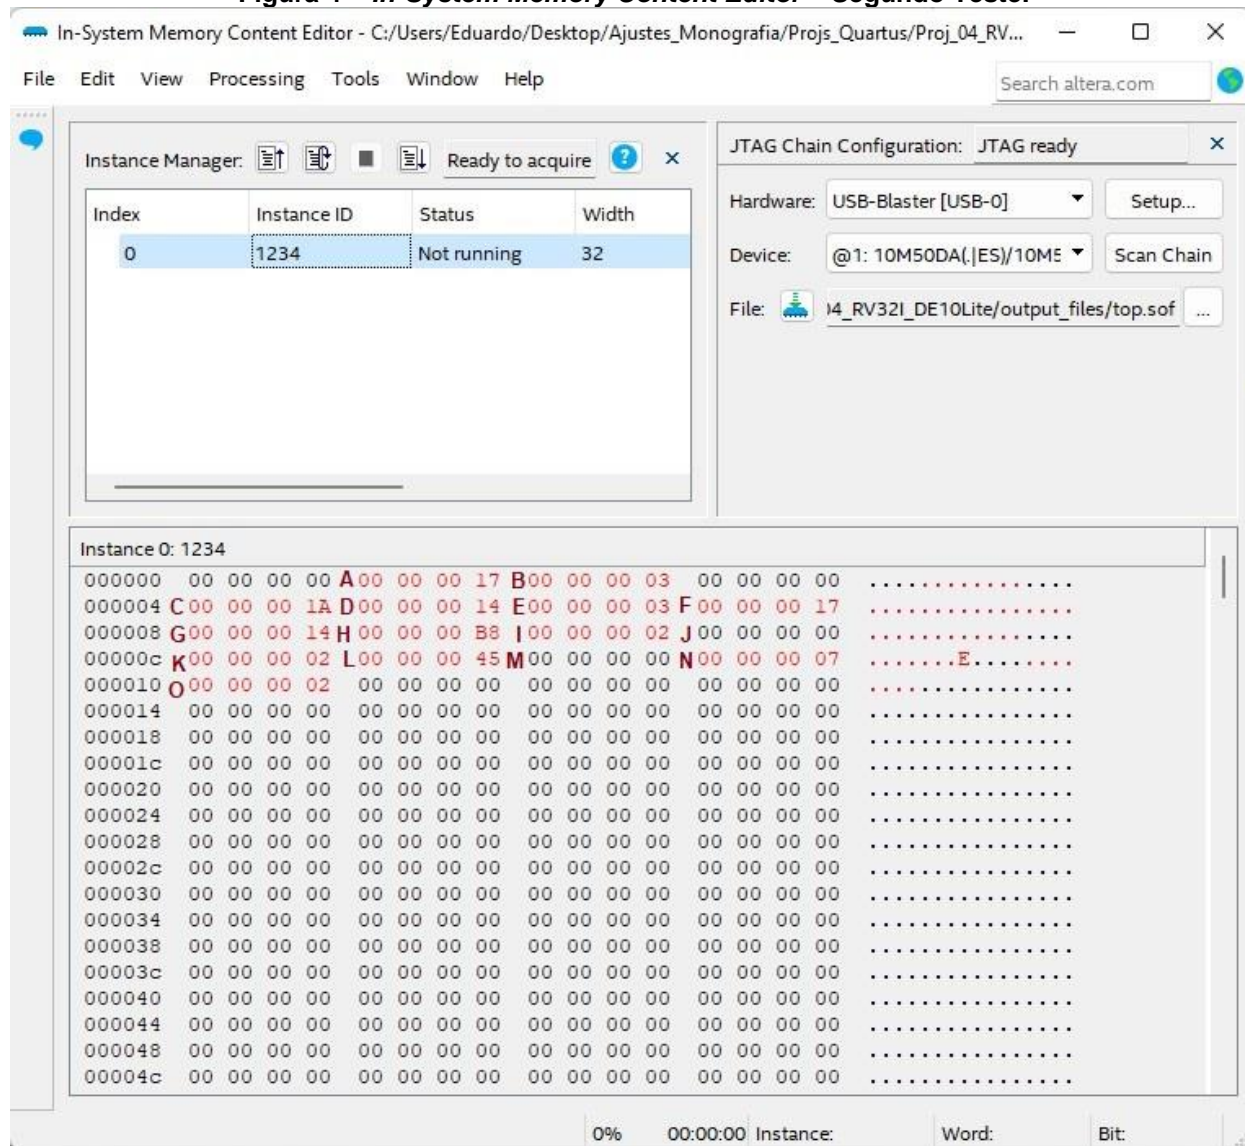 Figura 1 – In-System Memory Content Editor – Segundo Teste.
In-System Memory Content Editor - C:/Users/Eduardo/Desktop/Ajustes_Monografia/Projs_Quartus/Proj_04_RV...
File Edit View Processing Tools Window Help
Search altera.com
Instance Manager: Ready to acquire
Index Instance ID Status Width
0 1234 Not running 32
JTAG Chain Configuration: JTAG ready
Hardware: USB-Blaster [USB-0] Setup...
Device: @1: 10M50DA(.|ES)/10M5 Scan Chain
File: 04_RV32I_DE10Lite/output_files/top.sof ...
Instance 0: 1234
000000 00 00 00 00 A 00 00 00 17 B 00 00 00 03 00 00 00 00 ................
000004 C 00 00 00 1A D 00 00 00 14 E 00 00 00 03 F 00 00 00 17 ................
000008 G 00 00 00 14 H 00 00 00 B8 I 00 00 00 02 J 00 00 00 00 ................
00000c K 00 00 00 02 L 00 00 00 45 M 00 00 00 00 N 00 00 00 07 .......E........
000010 O 00 00 00 02 00 00 00 00 00 00 00 00 00 00 00 00 ................
000014 00 00 00 00 00 00 00 00 00 00 00 00 00 00 00 00 ................
000018 00 00 00 00 00 00 00 00 00 00 00 00 00 00 00 00 ................
00001c 00 00 00 00 00 00 00 00 00 00 00 00 00 00 00 00 ................
000020 00 00 00 00 00 00 00 00 00 00 00 00 00 00 00 00 ................
000024 00 00 00 00 00 00 00 00 00 00 00 00 00 00 00 00 ................
000028 00 00 00 00 00 00 00 00 00 00 00 00 00 00 00 00 ................
00002c 00 00 00 00 00 00 00 00 00 00 00 00 00 00 00 00 ................
000030 00 00 00 00 00 00 00 00 00 00 00 00 00 00 00 00 ................
000034 00 00 00 00 00 00 00 00 00 00 00 00 00 00 00 00 ................
000038 00 00 00 00 00 00 00 00 00 00 00 00 00 00 00 00 ................
00003c 00 00 00 00 00 00 00 00 00 00 00 00 00 00 00 00 ................
000040 00 00 00 00 00 00 00 00 00 00 00 00 00 00 00 00 ................
000044 00 00 00 00 00 00 00 00 00 00 00 00 00 00 00 00 ................
000048 00 00 00 00 00 00 00 00 00 00 00 00 00 00 00 00 ................
00004c 00 00 00 00 00 00 00 00 00 00 00 00 00 00 00 00 ................
0% 00:00:00 Instance: Word: Bit: